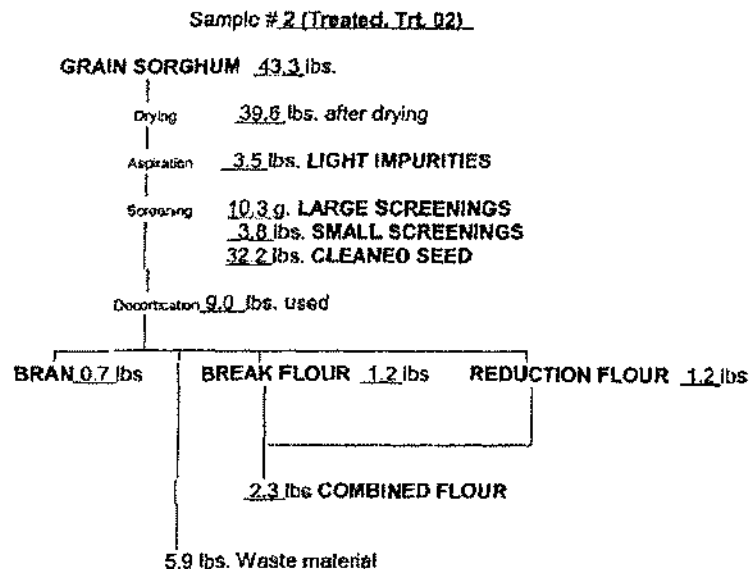 Sample # 2 (Treated, Trt. 02)
GRAIN SORGHUM 43.3 lbs.
Drying 39.6 lbs. after drying
Aspiration 3.5 lbs. LIGHT IMPURITIES
Screening 10.3 g. LARGE SCREENINGS
3.8 lbs. SMALL SCREENINGS
32.2 lbs. CLEANED SEED
Decortication 9.0 lbs. used
BRAN 0.7 lbs BREAK FLOUR 1.2 lbs REDUCTION FLOUR 1.2 lbs
2.3 lbs COMBINED FLOUR
5.9 lbs. Waste material